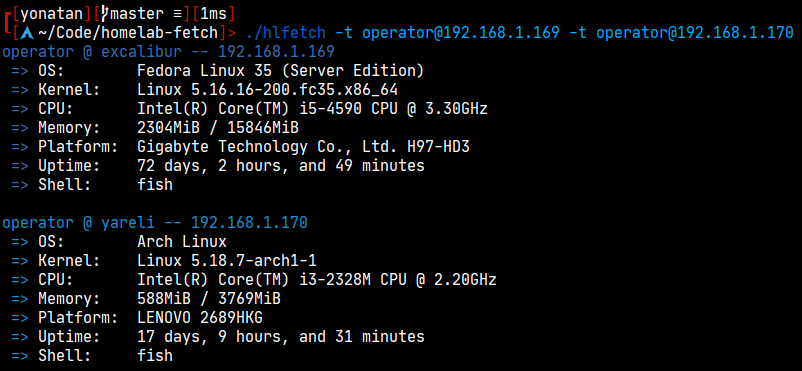 [yonatan][master ≡][1ms]
[~/Code/homelab-fetch]> ./hlfetch -t operator@192.168.1.169 -t operator@192.168.1.170
operator @ excalibur -- 192.168.1.169
=> OS: Fedora Linux 35 (Server Edition)
=> Kernel: Linux 5.16.16-200.fc35.x86_64
=> CPU: Intel(R) Core(TM) i5-4590 CPU @ 3.30GHz
=> Memory: 2304MiB / 15846MiB
=> Platform: Gigabyte Technology Co., Ltd. H97-HD3
=> Uptime: 72 days, 2 hours, and 49 minutes
=> Shell: fish
operator @ yareli -- 192.168.1.170
=> OS: Arch Linux
=> Kernel: Linux 5.18.7-arch1-1
=> CPU: Intel(R) Core(TM) i3-2328M CPU @ 2.20GHz
=> Memory: 588MiB / 3769MiB
=> Platform: LENOVO 2689HKG
=> Uptime: 17 days, 9 hours, and 31 minutes
=> Shell: fish